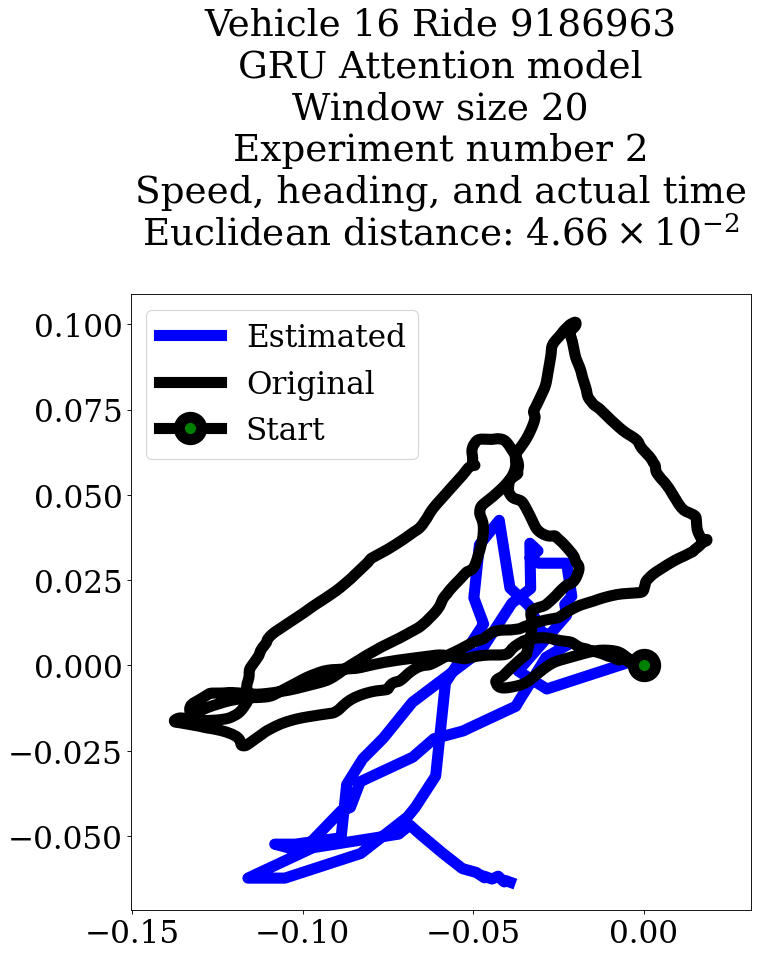 Vehicle 16 Ride 9186963
GRU Attention model
Window size 20
Experiment number 2
Speed, heading, and actual time
Euclidean distance: 4.66 × 10⁻²
Estimated
Original
Start
0.100
0.075
0.050
0.025
0.000
−0.025
−0.050
−0.15 −0.10 −0.05 0.00